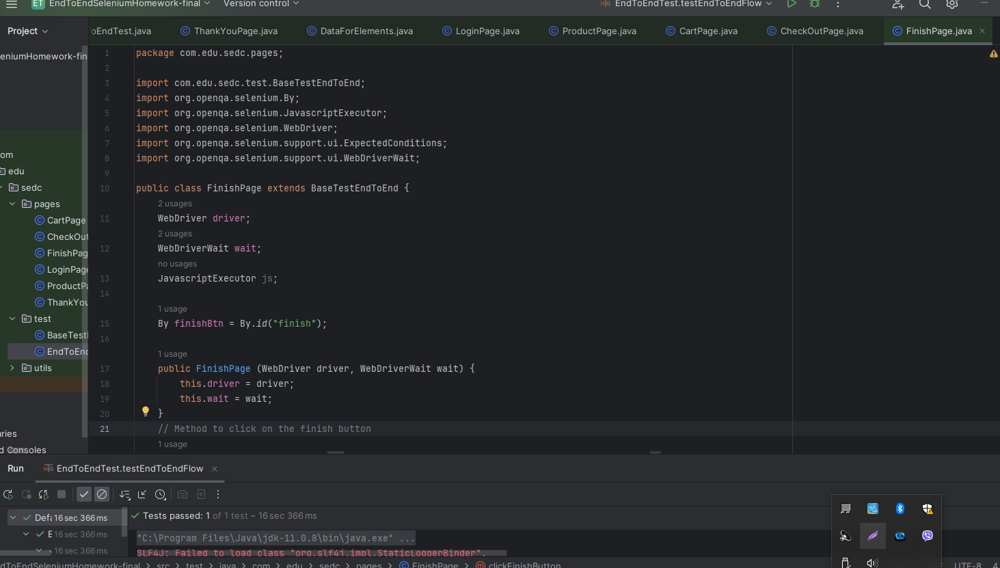 ET EndToEndSeleniumHomework-final Version control EndToEndTest.testEndToEndFlow
Project
oEndTest.java ThankYouPage.java DataForElements.java LoginPage.java ProductPage.java CartPage.java CheckOutPage.java FinishPage.java
eniumHomework-fin
om
edu
sedc
pages
CartPage
CheckOut
FinishPag
LoginPage
ProductPa
ThankYou
test
BaseTest
EndToEnd
utils
aries
d Consoles
1 package com.edu.sedc.pages;
2
3 import com.edu.sedc.test.BaseTestEndToEnd;
4 import org.openqa.selenium.By;
5 import org.openqa.selenium.JavascriptExecutor;
6 import org.openqa.selenium.WebDriver;
7 import org.openqa.selenium.support.ui.ExpectedConditions;
8 import org.openqa.selenium.support.ui.WebDriverWait;
9
10 public class FinishPage extends BaseTestEndToEnd {
2 usages
11 WebDriver driver;
2 usages
12 WebDriverWait wait;
no usages
13 JavascriptExecutor js;
14
1 usage
15 By finishBtn = By.id("finish");
16
1 usage
17 public FinishPage (WebDriver driver, WebDriverWait wait) {
18 this.driver = driver;
19 this.wait = wait;
20 }
21 // Method to click on the finish button
1 usage
Run NG EndToEndTest.testEndToEndFlow
Defa 16 sec 366 ms
E 16 sec 366 ms
16 sec 366 ms
Tests passed: 1 of 1 test – 16 sec 366 ms
"C:\Program Files\Java\jdk-11.0.8\bin\java.exe" ...
SLF4J: Failed to load class "org.slf4j.impl.StaticLoggerBinder".
dToEndSeleniumHomework-final > src > test > java > com > edu > sedc > pages > FinishPage > clickFinishButton
UTF-8 4